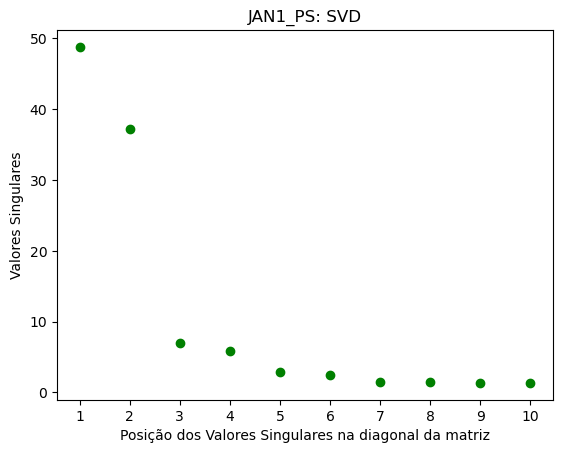 JAN1_PS: SVD
Valores Singulares
50
40
30
20
10
0
1 2 3 4 5 6 7 8 9 10
Posição dos Valores Singulares na diagonal da matriz